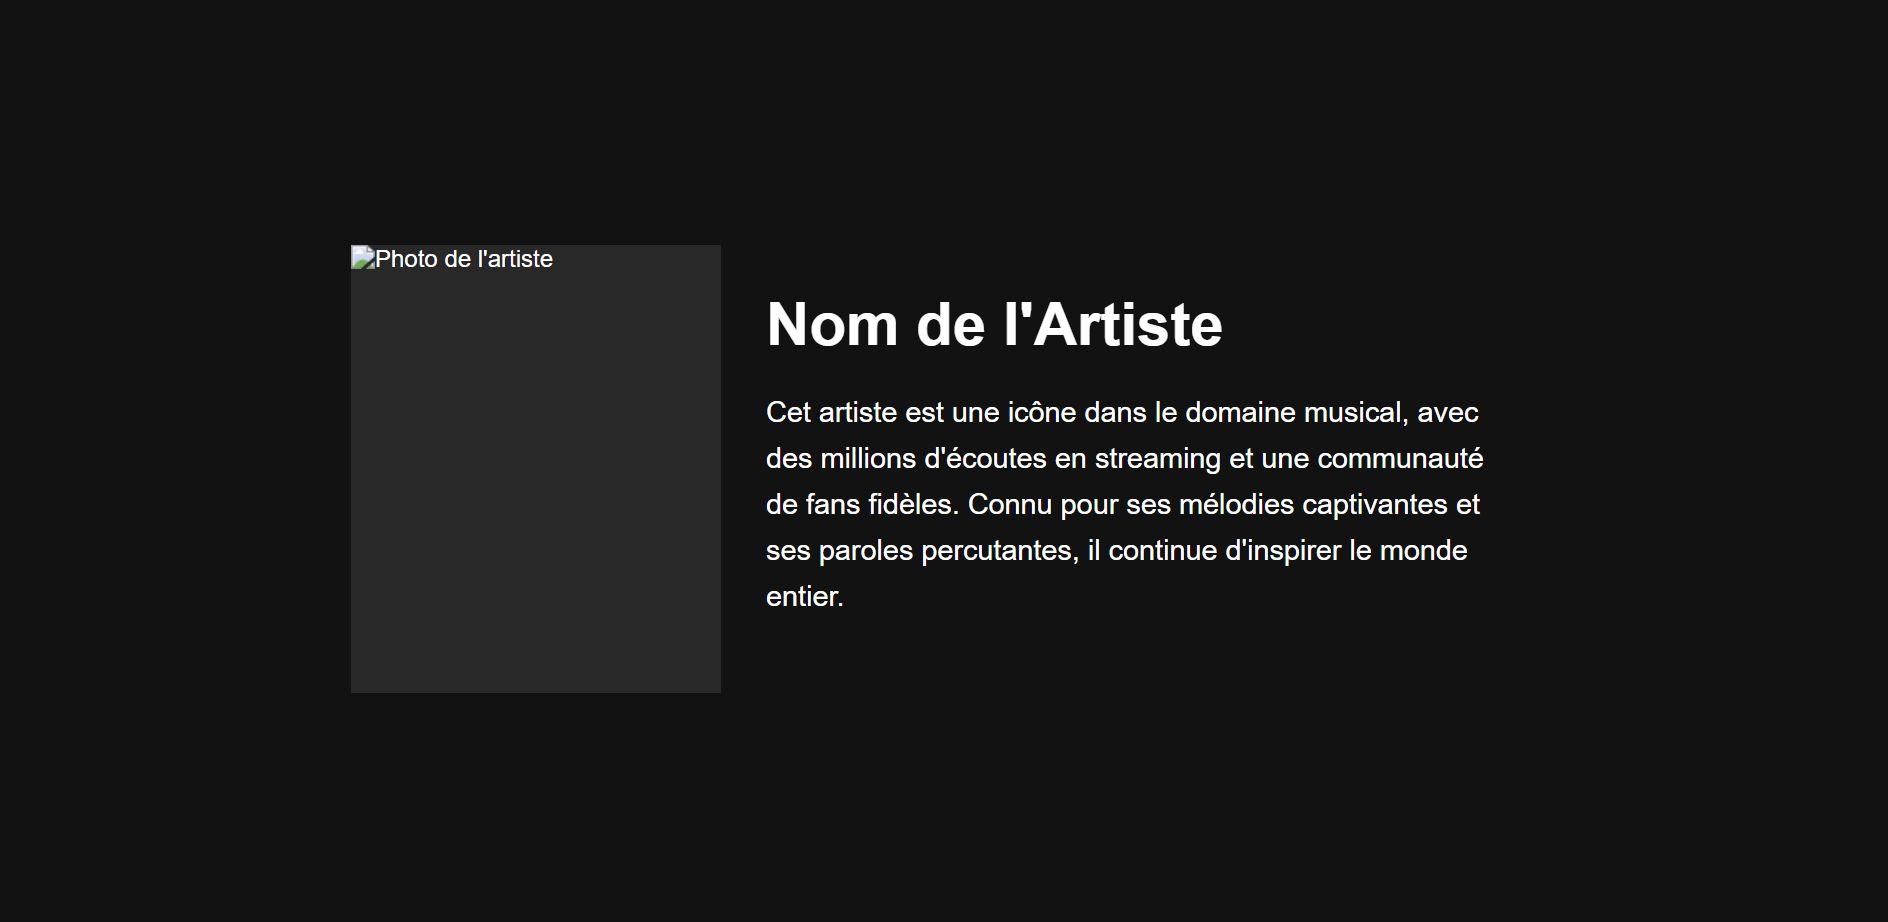 Photo de l'artiste
Nom de l'Artiste
Cet artiste est une icône dans le domaine musical, avec
des millions d'écoutes en streaming et une communauté
de fans fidèles. Connu pour ses mélodies captivantes et
ses paroles percutantes, il continue d'inspirer le monde
entier.